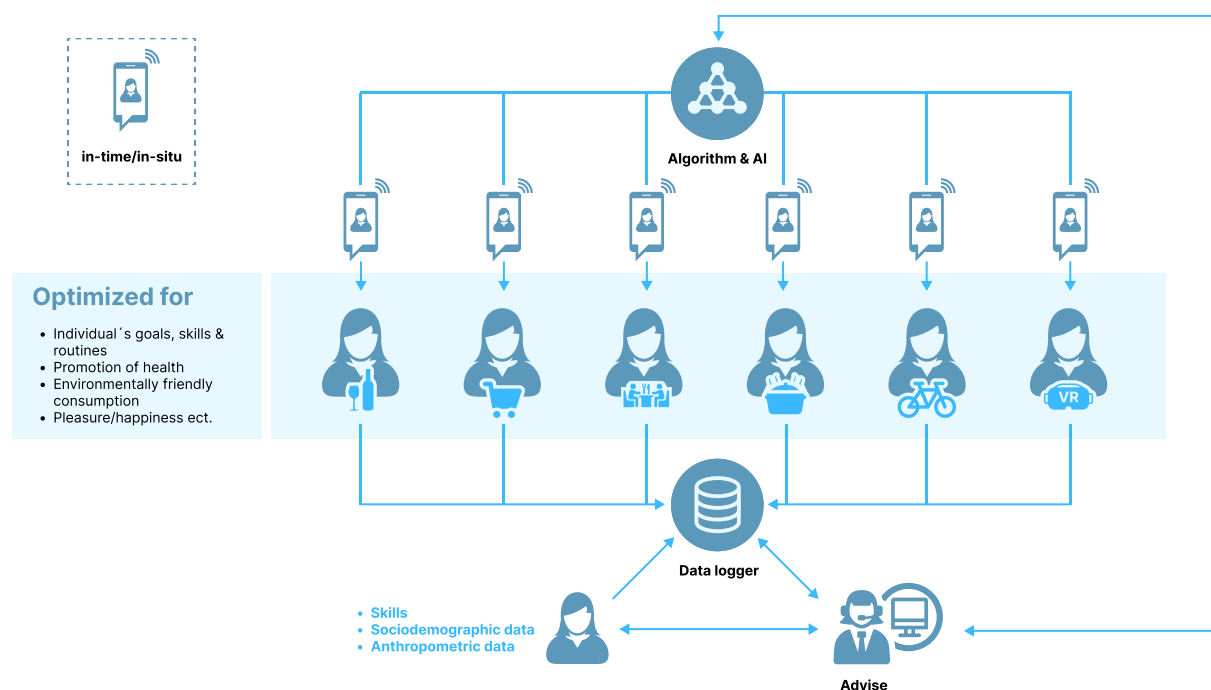 in-time/in-situ
Algorithm & AI
Optimized for
• Individual´s goals, skills &
routines
• Promotion of health
• Environmentally friendly
consumption
• Pleasure/happiness ect.
VR
Data logger
• Skills
• Sociodemographic data
• Anthropometric data
Advise